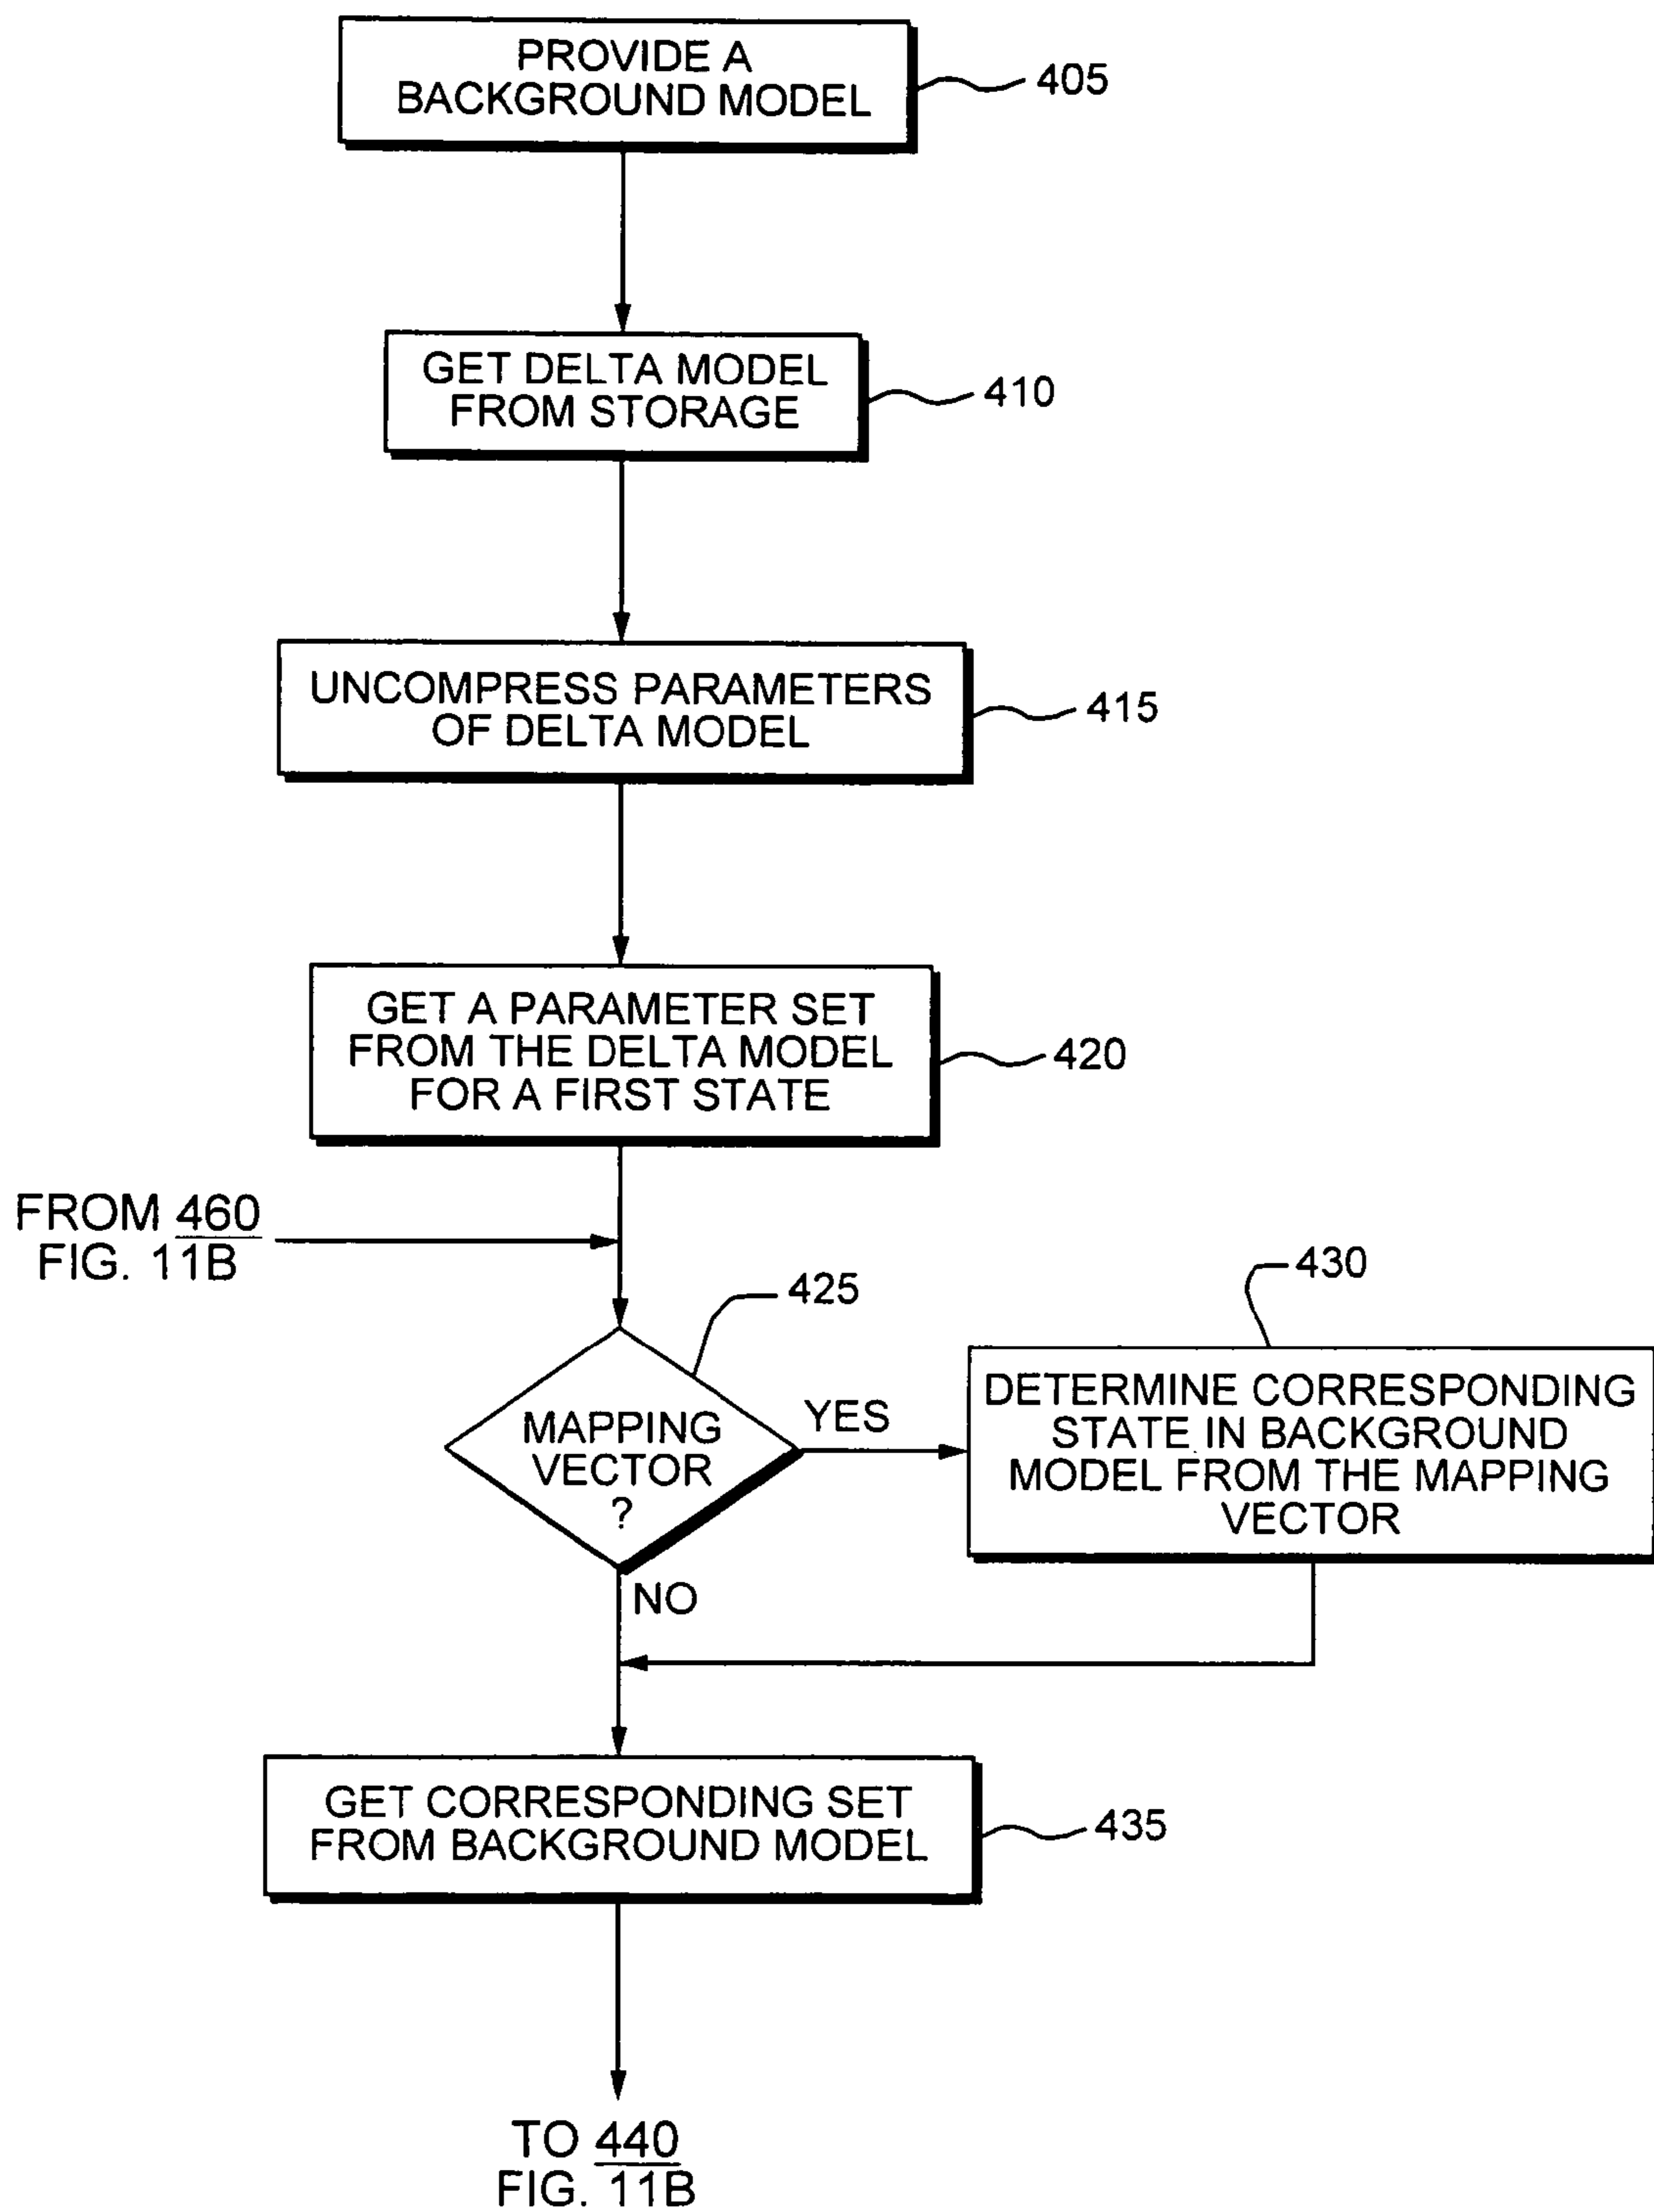 PROVIDE A
BACKGROUND MODEL
405
GET DELTA MODEL
FROM STORAGE
410
UNCOMPRESS PARAMETERS
OF DELTA MODEL
415
GET A PARAMETER SET
FROM THE DELTA MODEL
FOR A FIRST STATE
420
FROM 460
FIG. 11B
425
MAPPING
VECTOR
?
YES
NO
430
DETERMINE CORRESPONDING
STATE IN BACKGROUND
MODEL FROM THE MAPPING
VECTOR
GET CORRESPONDING SET
FROM BACKGROUND MODEL
435
TO 440
FIG. 11B